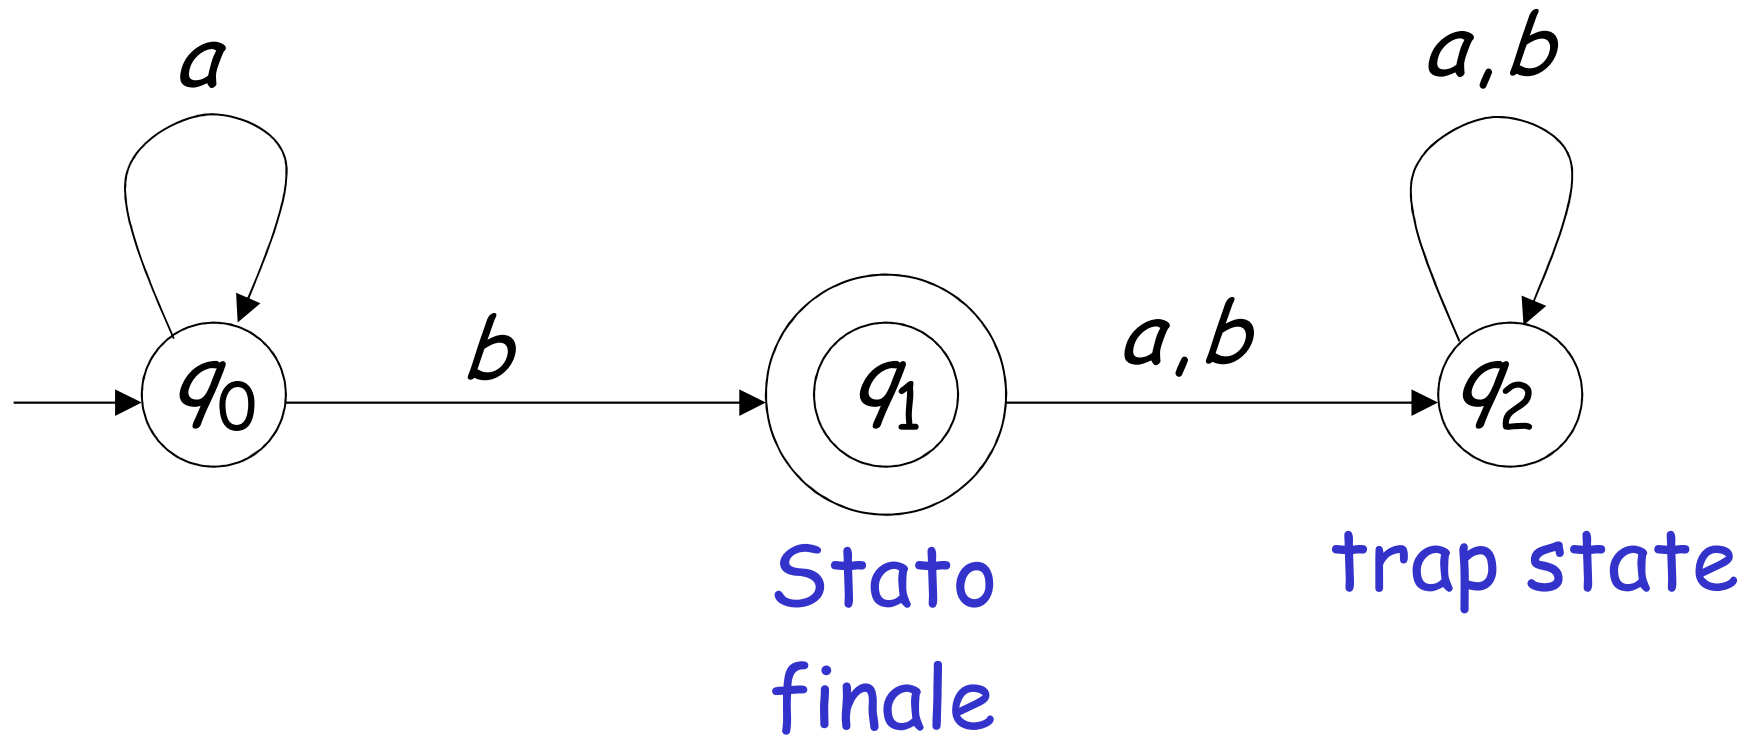 a
a,b
b
a,b
q0
q1
q2
Stato
finale
trap state